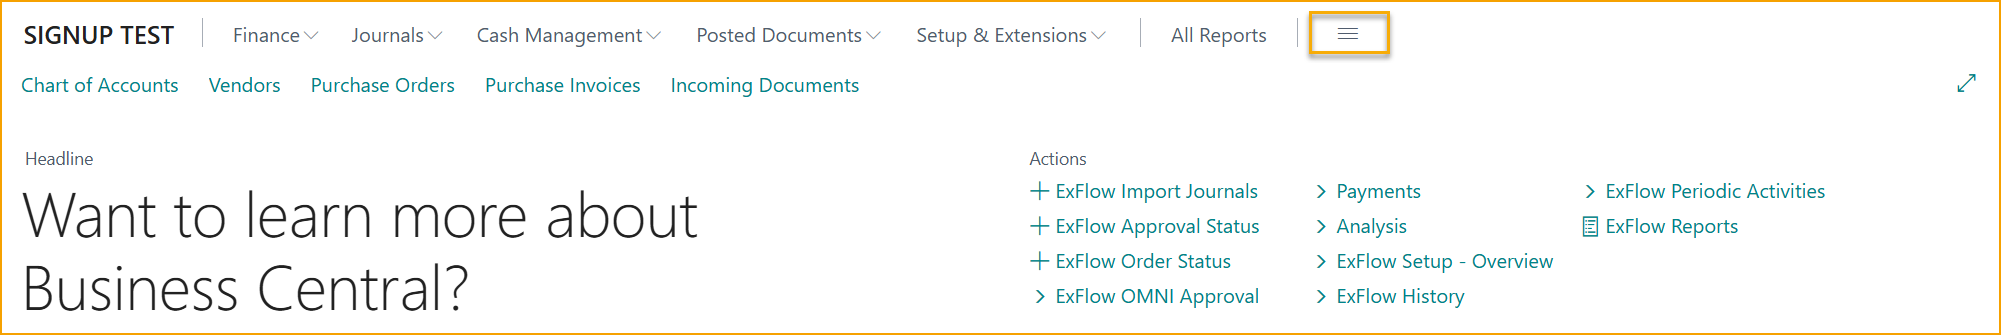 SIGNUP TEST Finance Journals Cash Management Posted Documents Setup & Extensions All Reports
Chart of Accounts Vendors Purchase Orders Purchase Invoices Incoming Documents
Headline
Want to learn more about
Business Central?
Actions
ExFlow Import Journals Payments ExFlow Periodic Activities
ExFlow Approval Status Analysis ExFlow Reports
ExFlow Order Status ExFlow Setup - Overview
ExFlow OMNI Approval ExFlow History